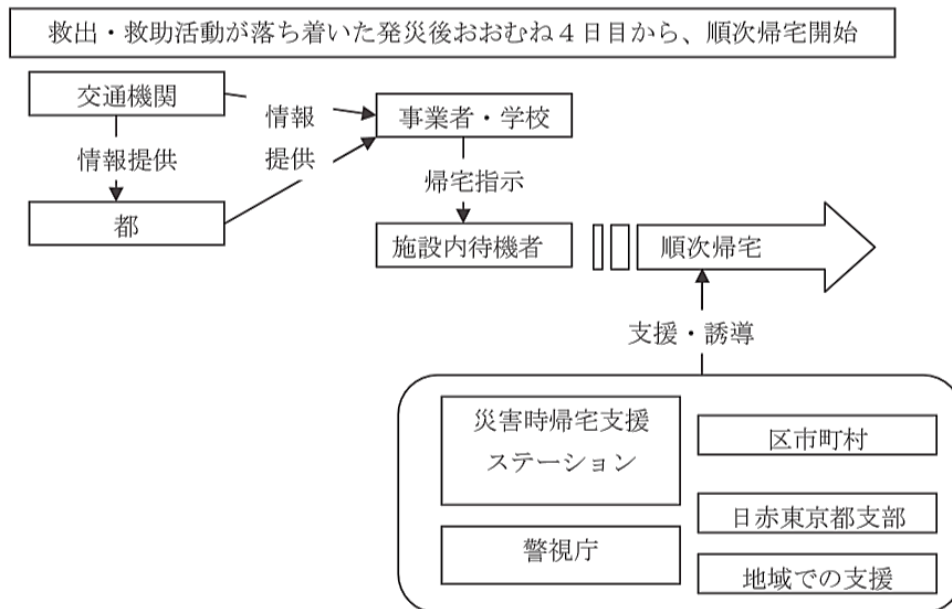 救出・救助活動が落ち着いた発災後おおむね４日目から、順次帰宅開始
交通機関
情報
提供
事業者・学校
情報提供
帰宅指示
都
施設内待機者
順次帰宅
支援・誘導
災害時帰宅支援
ステーション
区市町村
日赤東京都支部
警視庁
地域での支援